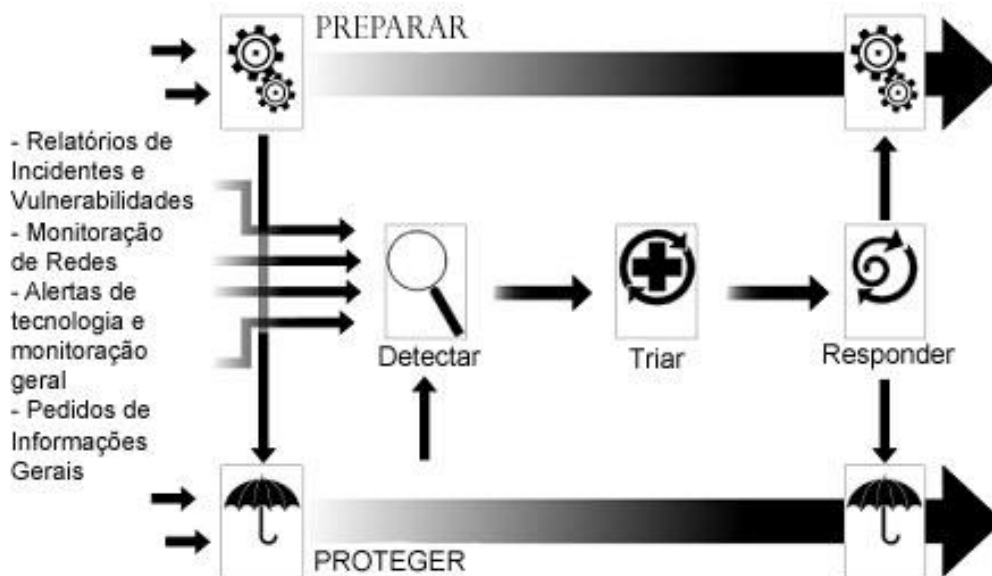 PREPARAR
- Relatórios de
Incidentes e
Vulnerabilidades
- Monitoração
de Redes
- Alertas de
tecnologia e
monitoração
geral
- Pedidos de
Informações
Gerais
Detectar
Triar
Responder
PROTEGER